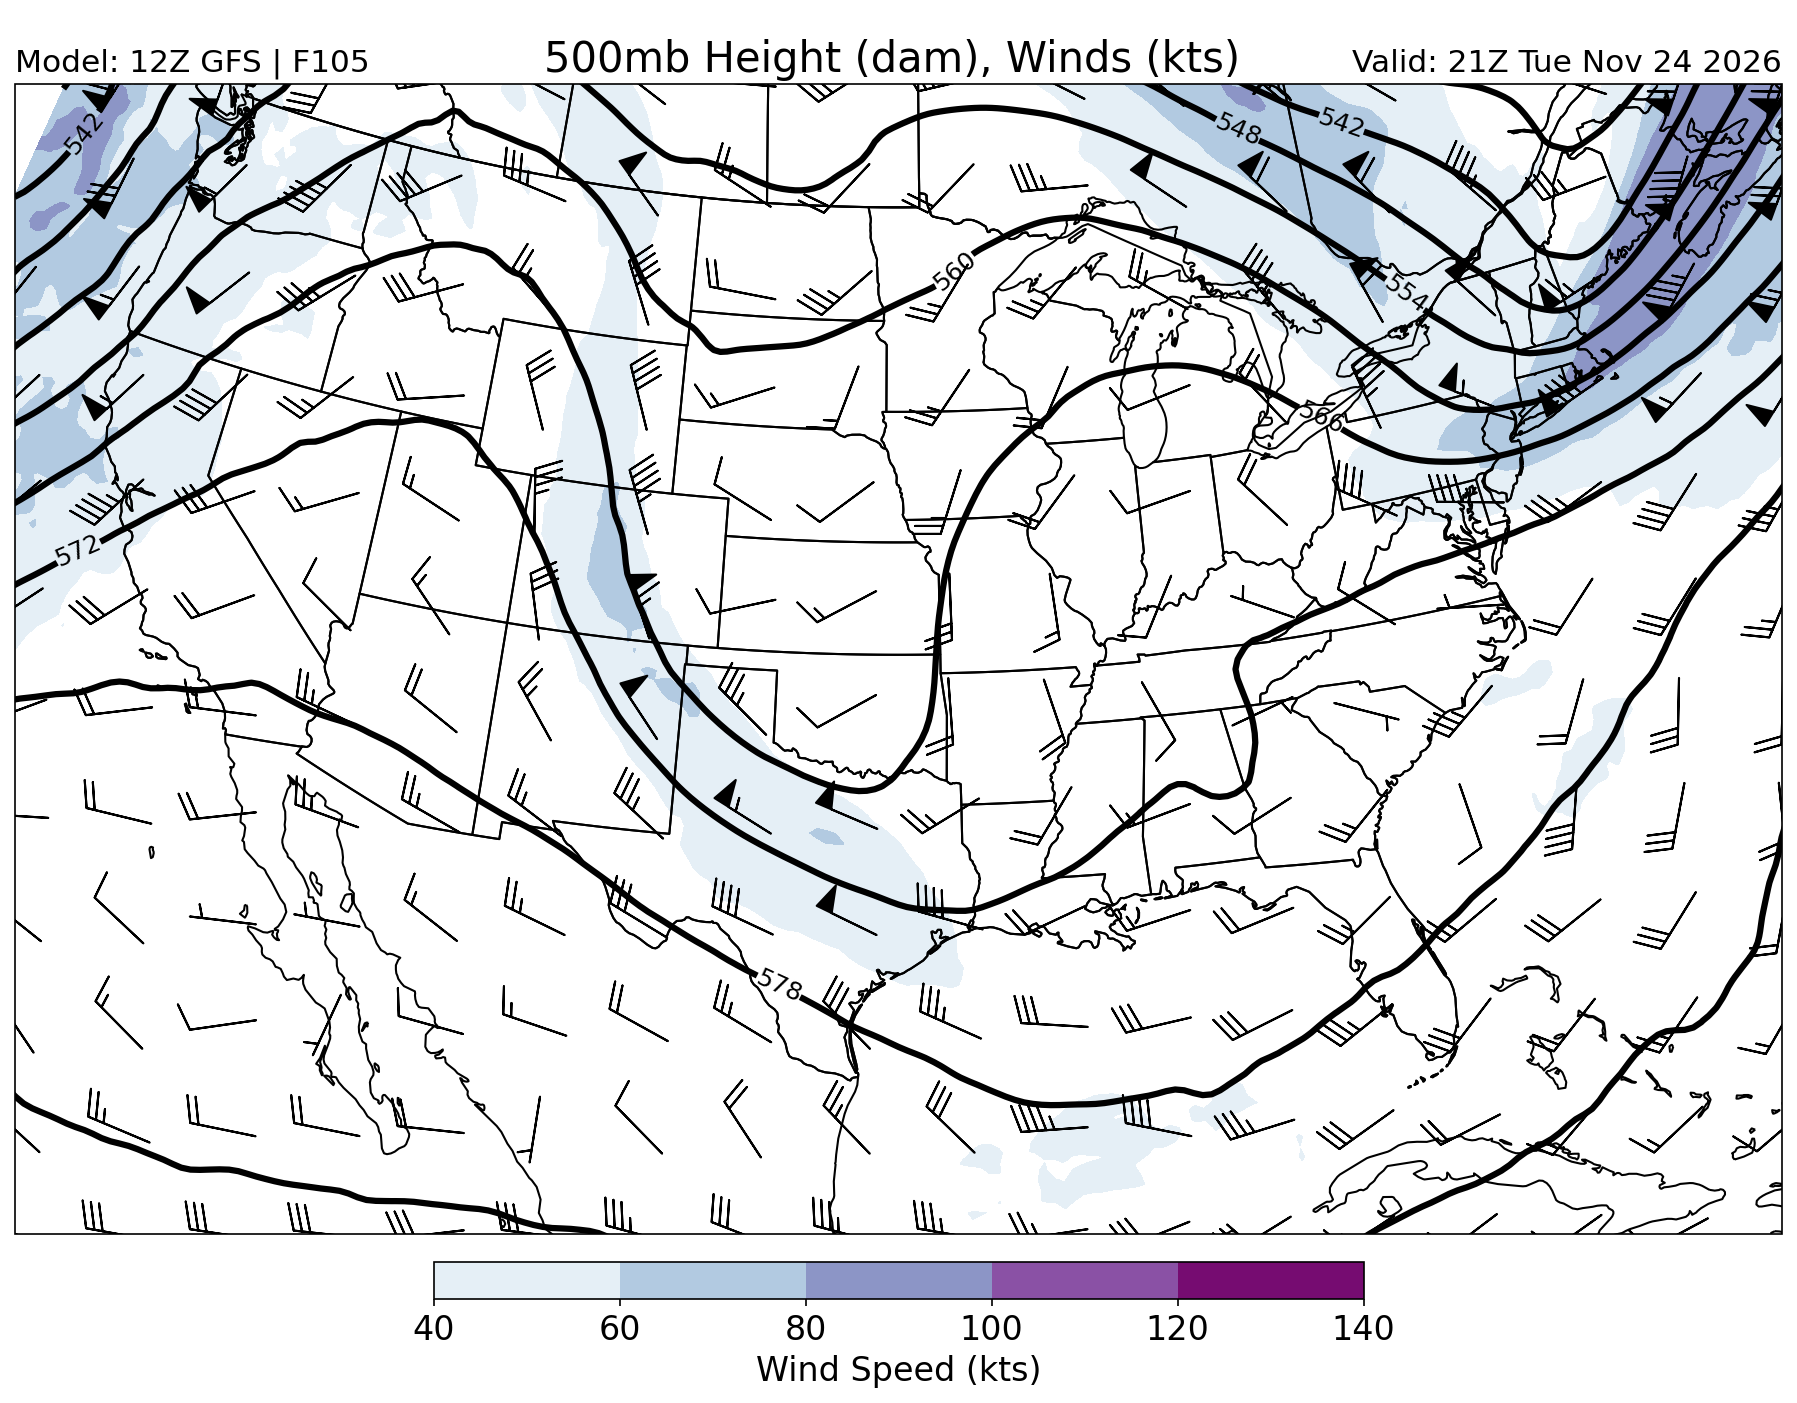 Model: 12Z GFS | F105
500mb Height (dam), Winds (kts)
Valid: 21Z Tue Nov 24 2026
542
548
542
560
554
566
572
578
40 60 80 100 120 140
Wind Speed (kts)